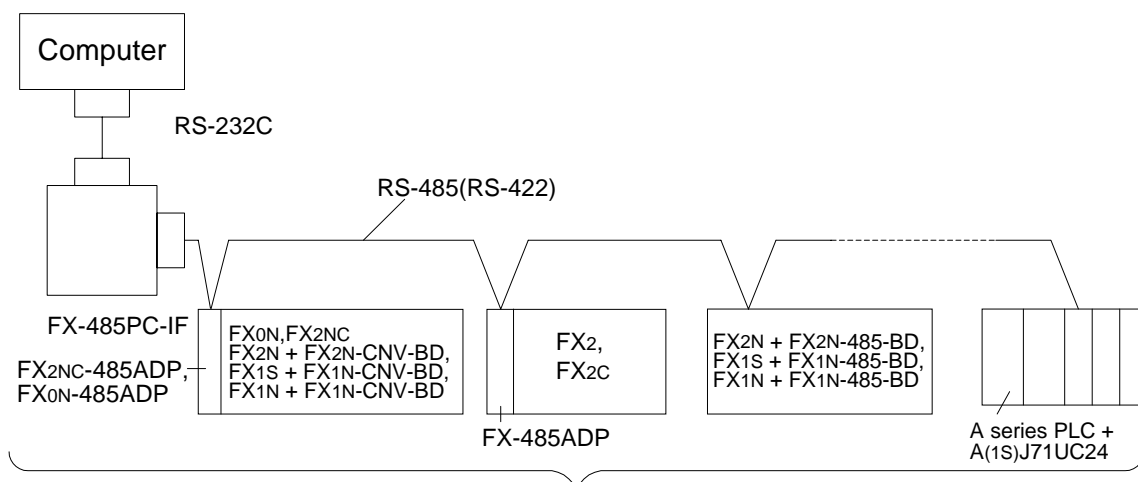 Computer
RS-232C
RS-485(RS-422)
FX-485PC-IF
FX2NC-485ADP,
FX0N-485ADP
FX0N,FX2NC
FX2N + FX2N-CNV-BD,
FX1S + FX1N-CNV-BD,
FX1N + FX1N-CNV-BD
FX2,
FX2C
FX-485ADP
FX2N + FX2N-485-BD,
FX1S + FX1N-485-BD,
FX1N + FX1N-485-BD
A series PLC +
A(1S)J71UC24